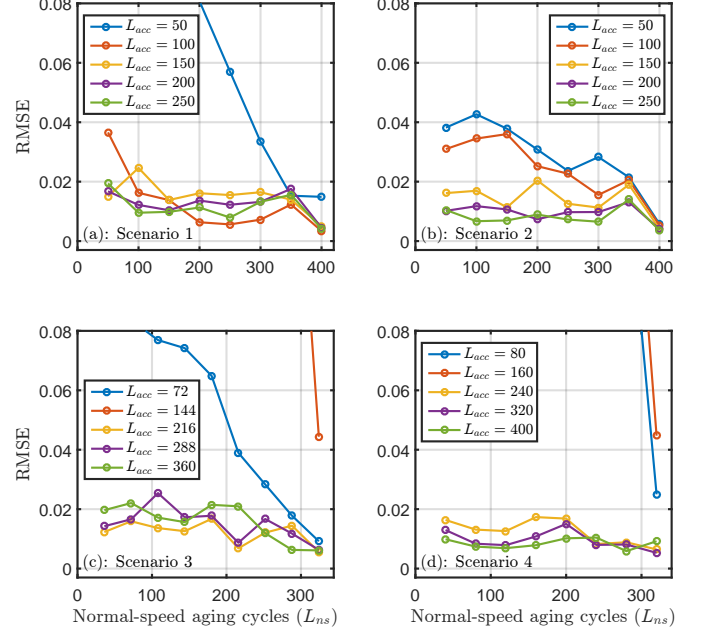 0.08
0.06
0.04
0.02
0
RMSE
L_acc = 50
L_acc = 100
L_acc = 150
L_acc = 200
L_acc = 250
(a): Scenario 1
0 100 200 300 400
0.08
0.06
0.04
0.02
0
L_acc = 50
L_acc = 100
L_acc = 150
L_acc = 200
L_acc = 250
(b): Scenario 2
0 100 200 300 400
0.08
0.06
0.04
0.02
0
RMSE
L_acc = 72
L_acc = 144
L_acc = 216
L_acc = 288
L_acc = 360
(c): Scenario 3
0 100 200 300
Normal-speed aging cycles (L_ns)
0.08
0.06
0.04
0.02
0
L_acc = 80
L_acc = 160
L_acc = 240
L_acc = 320
L_acc = 400
(d): Scenario 4
0 100 200 300
Normal-speed aging cycles (L_ns)